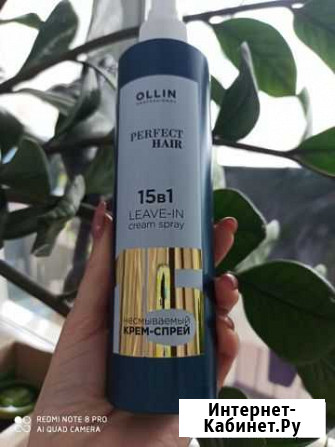 OLLIN
PROFESSIONAL
PERFECT
HAIR
15в1
LEAVE-IN
cream spray
несмываемый
КРЕМ-СПРЕЙ
REDMI NOTE 8 PRO
AI QUAD CAMERA
Интернет-
Кабинет.Ру